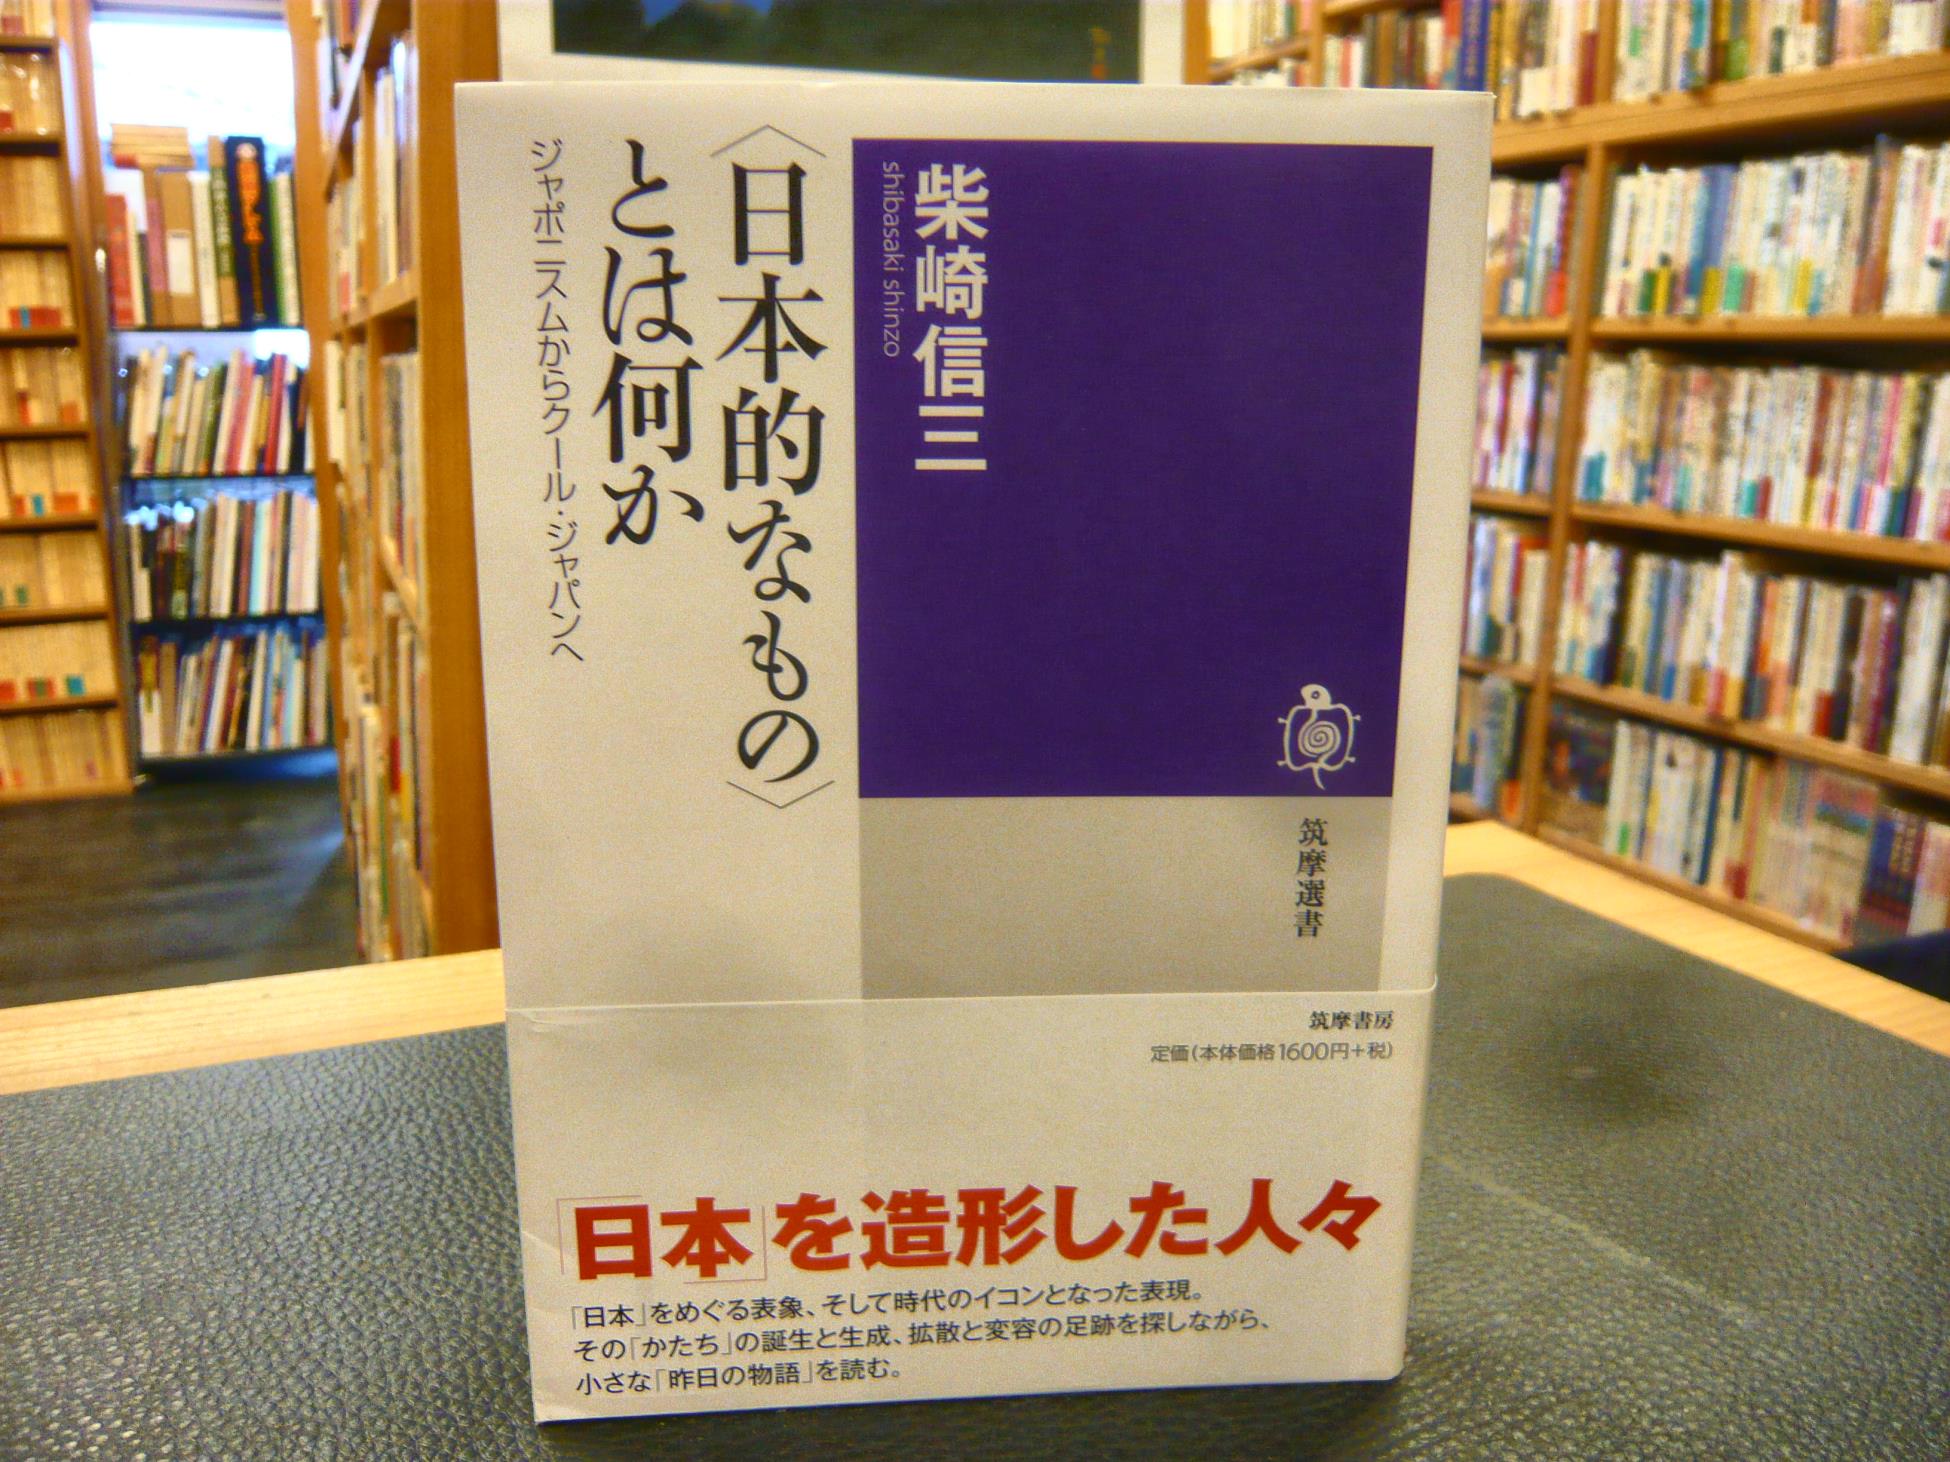 柴崎信三
shibasaki shinzo
〈日本的なもの〉
とは何か
ジャポニスムからクール・ジャパンへ
筑摩選書
筑摩書房
定価(本体価格1600円+税)
「日本」を造形した人々
「日本」をめぐる表象、そして時代のイコンとなった表現。
その「かたち」の誕生と生成、拡散と変容の足跡を探しながら、
小さな「昨日の物語」を読む。